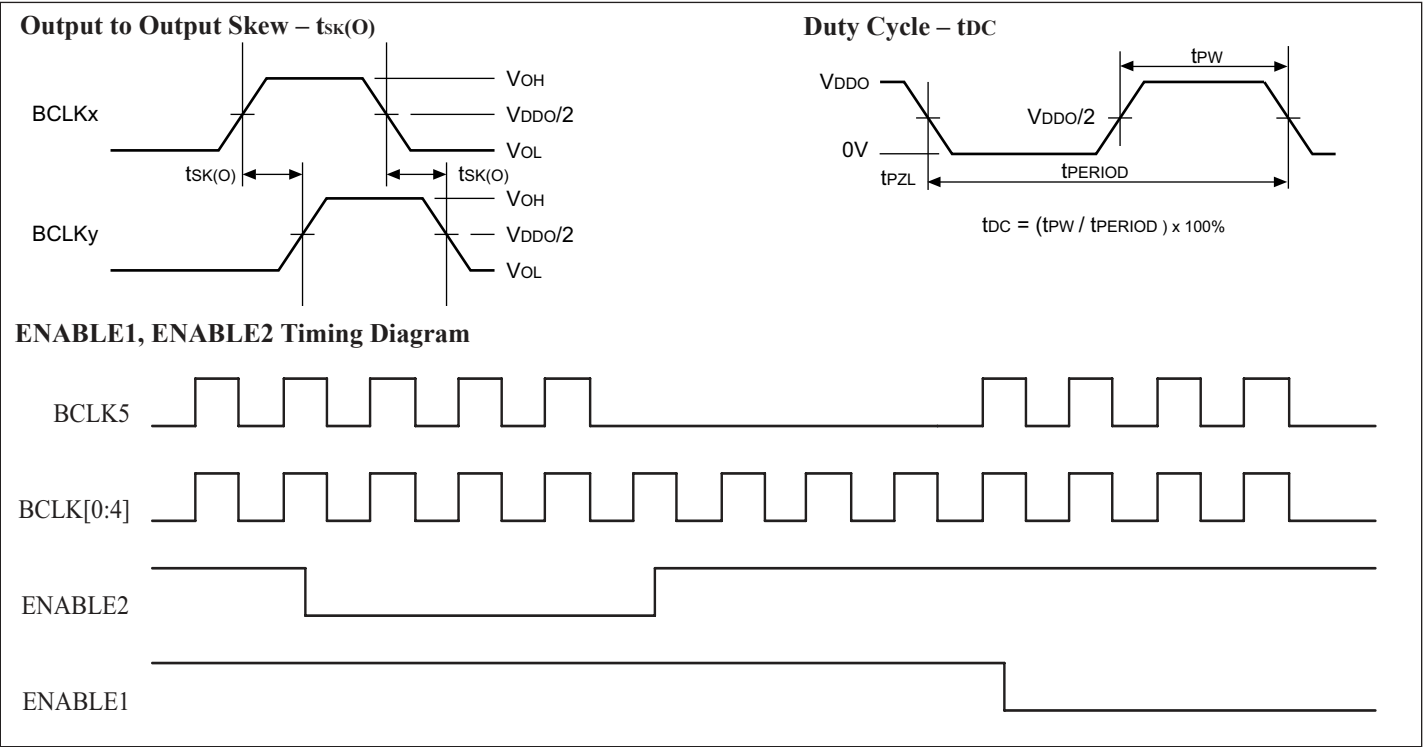 Output to Output Skew – tSK(O)
BCLKx
VOH
VDDO/2
VOL
tSK(O)
tSK(O)
BCLKy
VOH
VDDO/2
VOL
Duty Cycle – tDC
tPW
VDDO
VDDO/2
0V
tPZL
tPERIOD
tDC = (tPW / tPERIOD ) x 100%
ENABLE1, ENABLE2 Timing Diagram
BCLK5
BCLK[0:4]
ENABLE2
ENABLE1